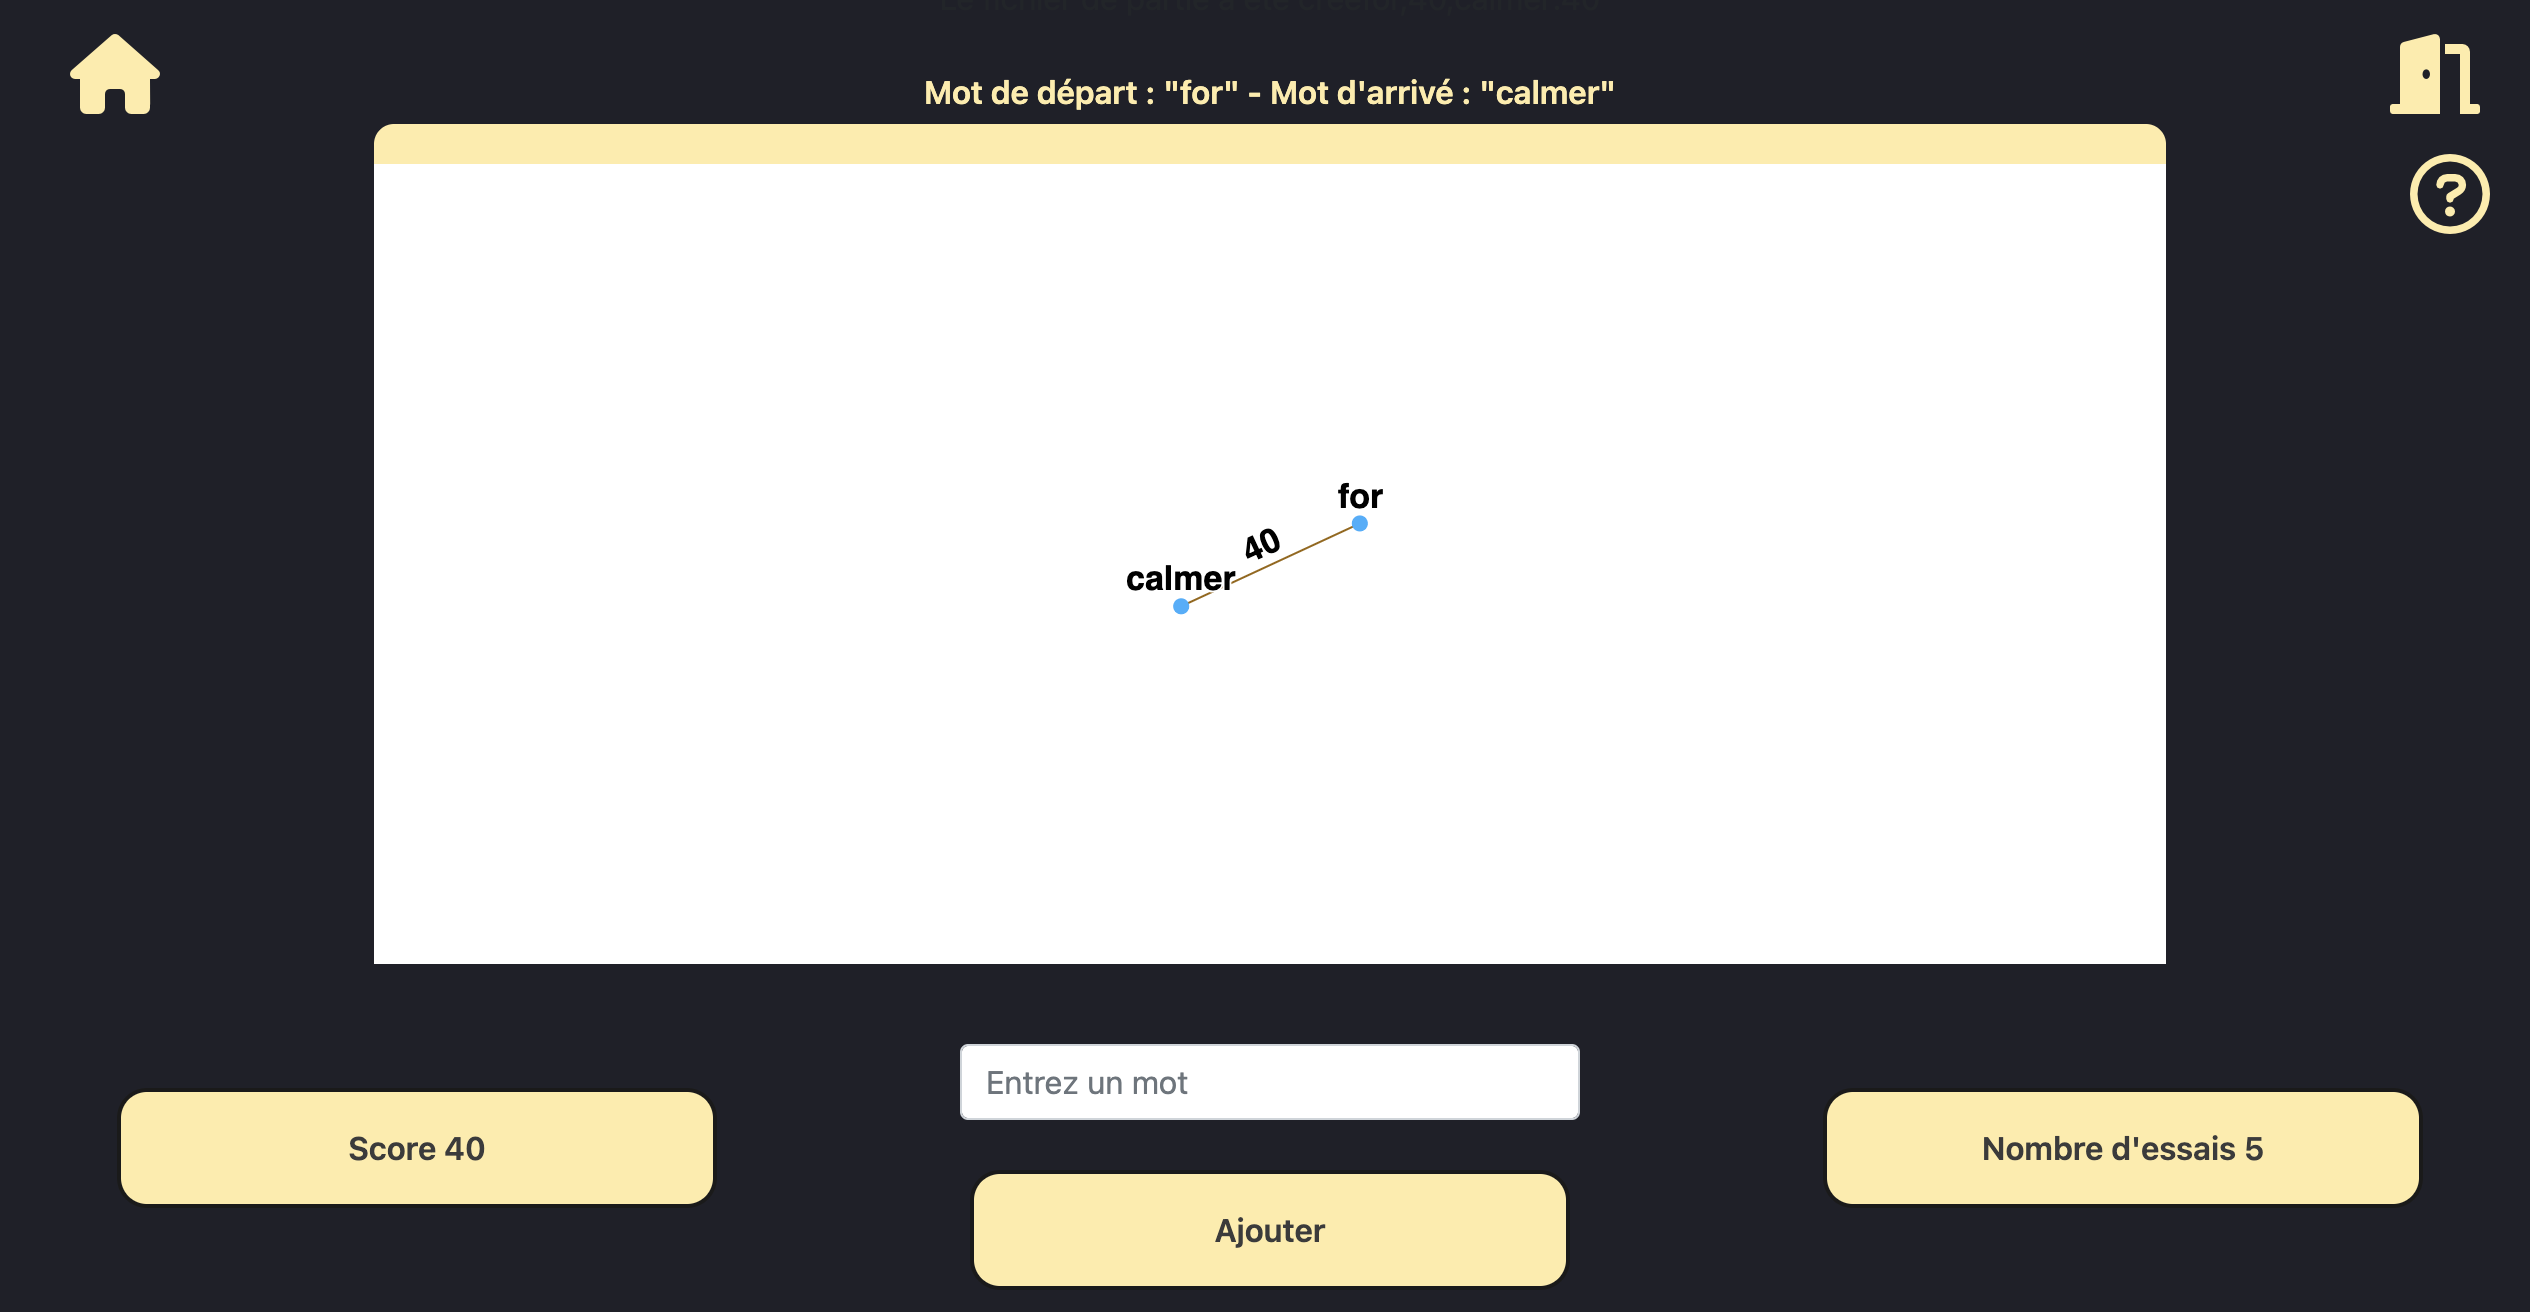 Mot de départ : "for" - Mot d'arrivé : "calmer"
for
40
calmer
Entrez un mot
Score 40
Nombre d'essais 5
Ajouter